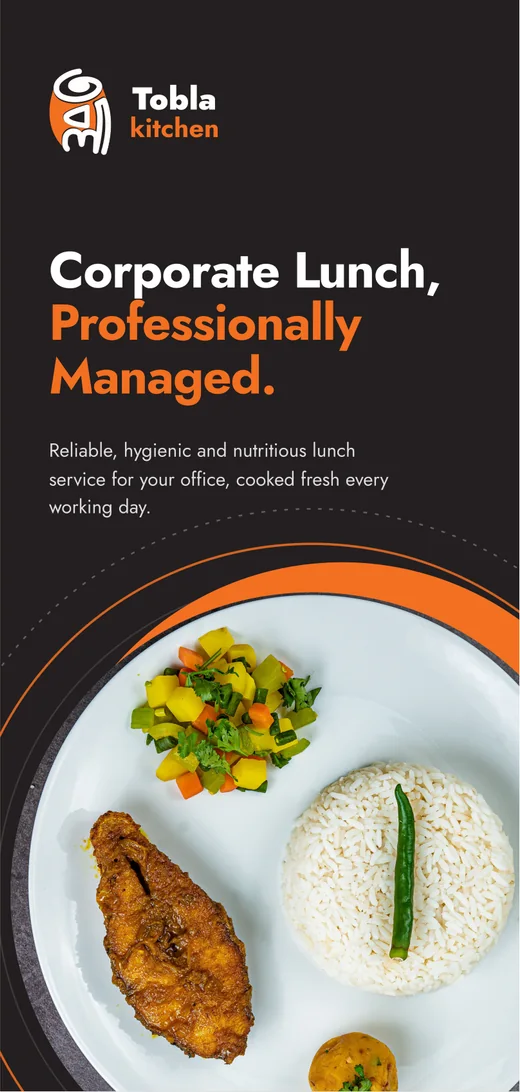 Tobla
kitchen
Corporate Lunch,
Professionally
Managed.
Reliable, hygienic and nutritious lunch
service for your office, cooked fresh every
working day.